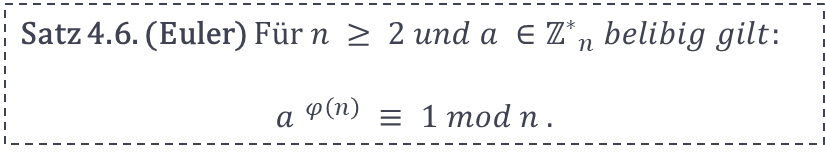 Satz 4.6. (Euler) Für n ≥ 2 und a ∈ ℤ*ₙ belibig gilt:
a ^φ(n) ≡ 1 mod n .